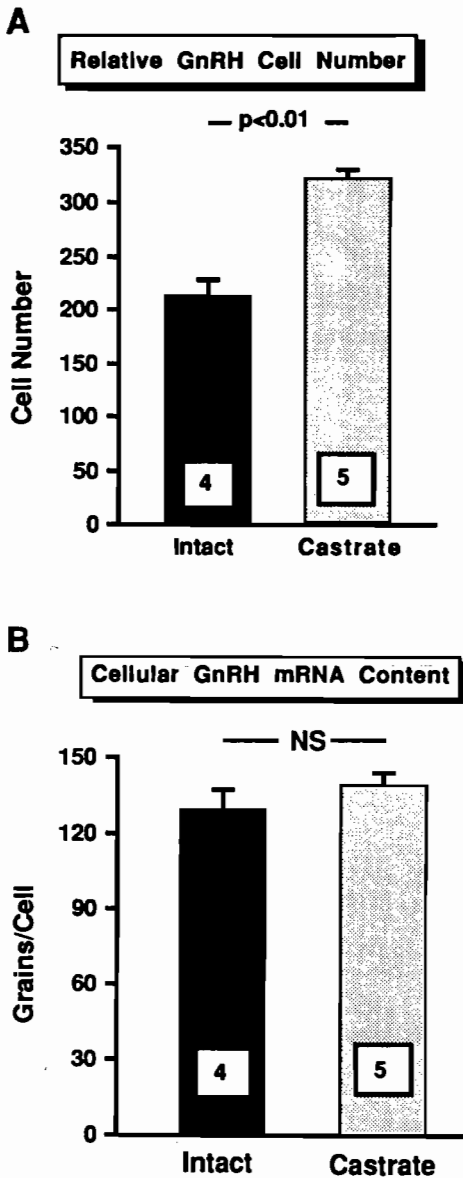 A
Relative GnRH Cell Number
p<0.01
350
300
250
200
150
100
50
0
Cell Number
4
5
Intact
Castrate
B
Cellular GnRH mRNA Content
NS
150
120
90
60
30
0
Grains/Cell
4
5
Intact
Castrate